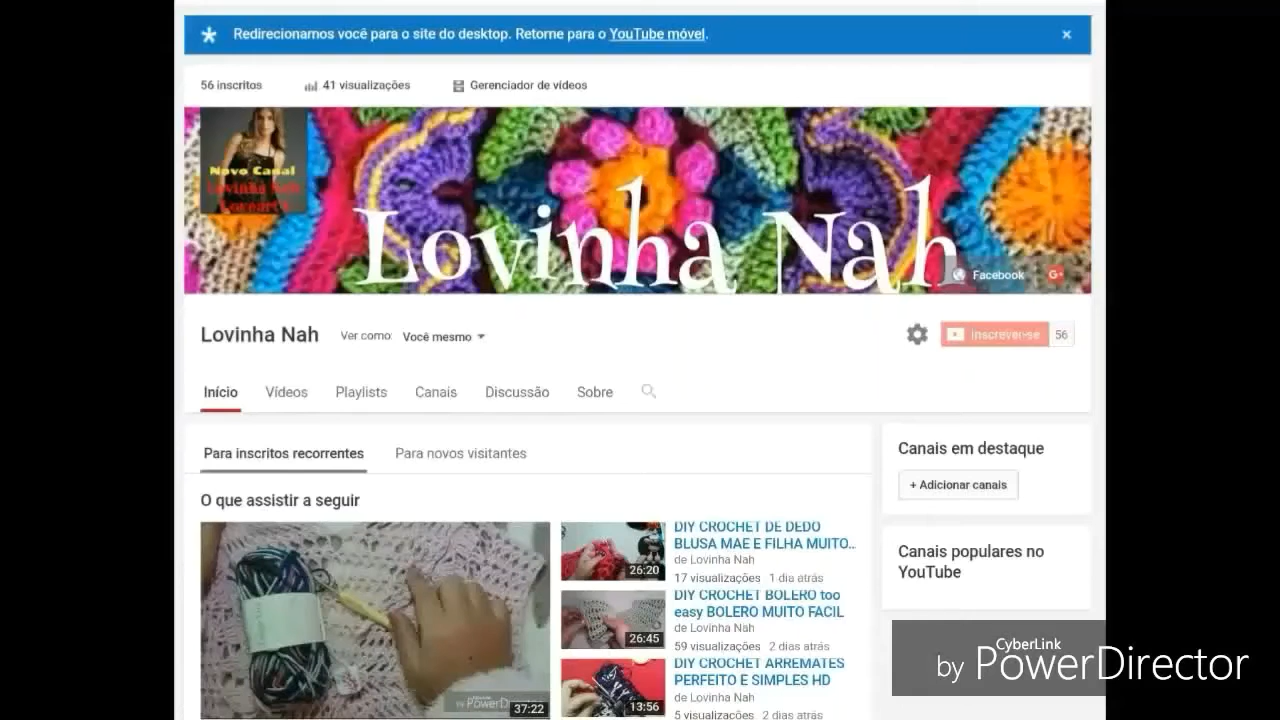 Redirecionamos você para o site do desktop. Retorne para o YouTube móvel.
56 inscritos 41 visualizações Gerenciador de vídeos
Novo Canal
Lovinha Nah
Lovinha Nah
Facebook G+
Lovinha Nah Ver como: Você mesmo Inscrever-se 56
Início Vídeos Playlists Canais Discussão Sobre
Para inscritos recorrentes Para novos visitantes
Canais em destaque
+ Adicionar canais
O que assistir a seguir
DIY CROCHET DE DEDO
BLUSA MAE E FILHA MUITO...
de Lovinha Nah
26:20
17 visualizações 1 dia atrás
DIY CROCHET BOLERO too
easy BOLERO MUITO FACIL
de Lovinha Nah
26:45
59 visualizações 2 dias atrás
DIY CROCHET ARREMATES
PERFEITO E SIMPLES HD
de Lovinha Nah
13:56
5 visualizações 2 dias atrás
37:22
Canais populares no
YouTube
CyberLink
by PowerDirector